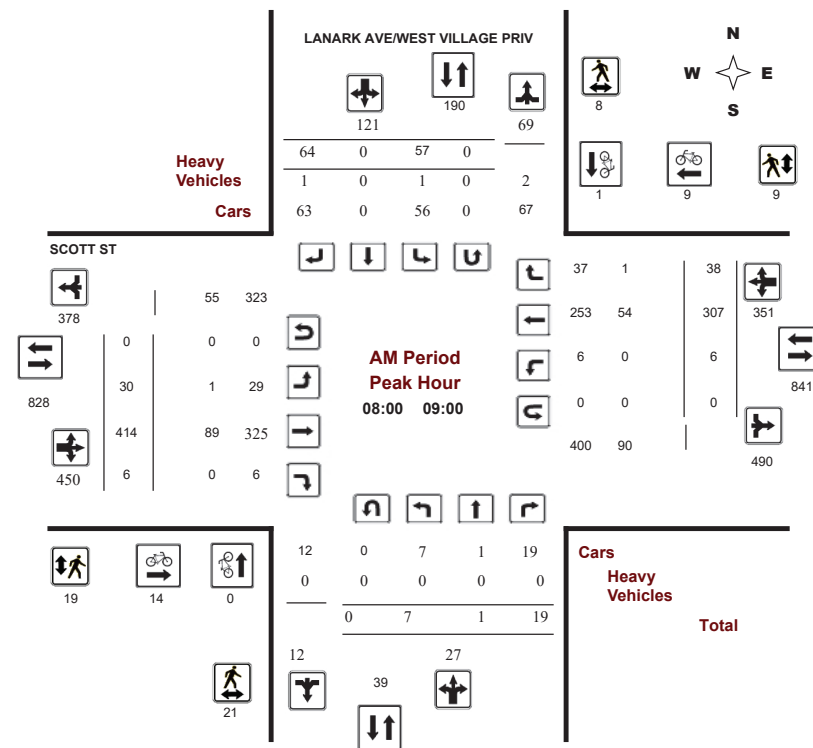 LANARK AVE/WEST VILLAGE PRIV
N
W E
S
190
8
121 69
64 0 57 0
Heavy
Vehicles
1 0 1 0 2
1 9 9
Cars
63 0 56 0 67
SCOTT ST
378
55 323
37 1 38
351
253 54 307
0 0 0
828
AM Period
Peak Hour
08:00 09:00
6 0 6
841
30 1 29
0 0 0
414 89 325
400 90
490
450
6 0 6
12 0 7 1 19
Cars
0 0 0 0 0
Heavy
Vehicles
19 14 0
0 7 1 19
Total
12 27
39
21